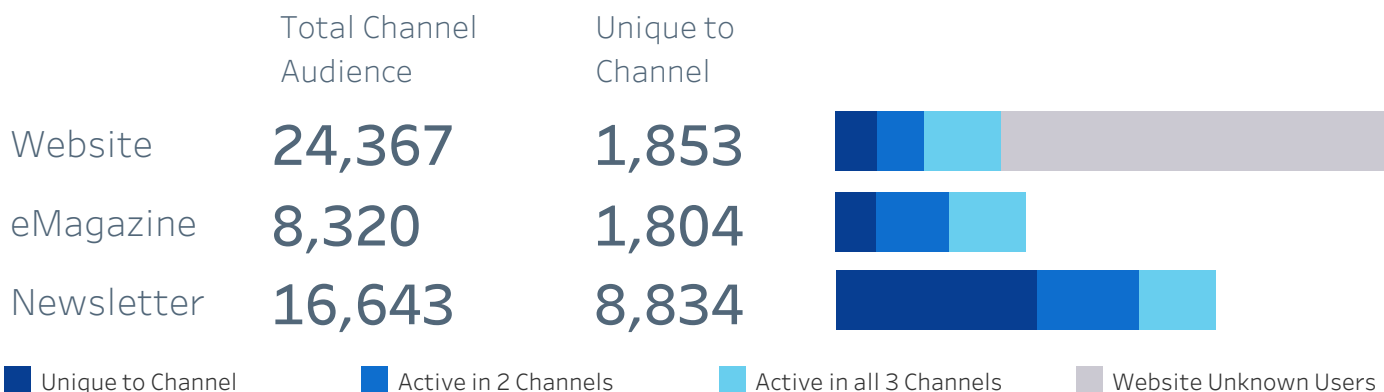 Total Channel
Audience
Unique to
Channel
Website 24,367 1,853
eMagazine 8,320 1,804
Newsletter 16,643 8,834
Unique to Channel Active in 2 Channels Active in all 3 Channels Website Unknown Users